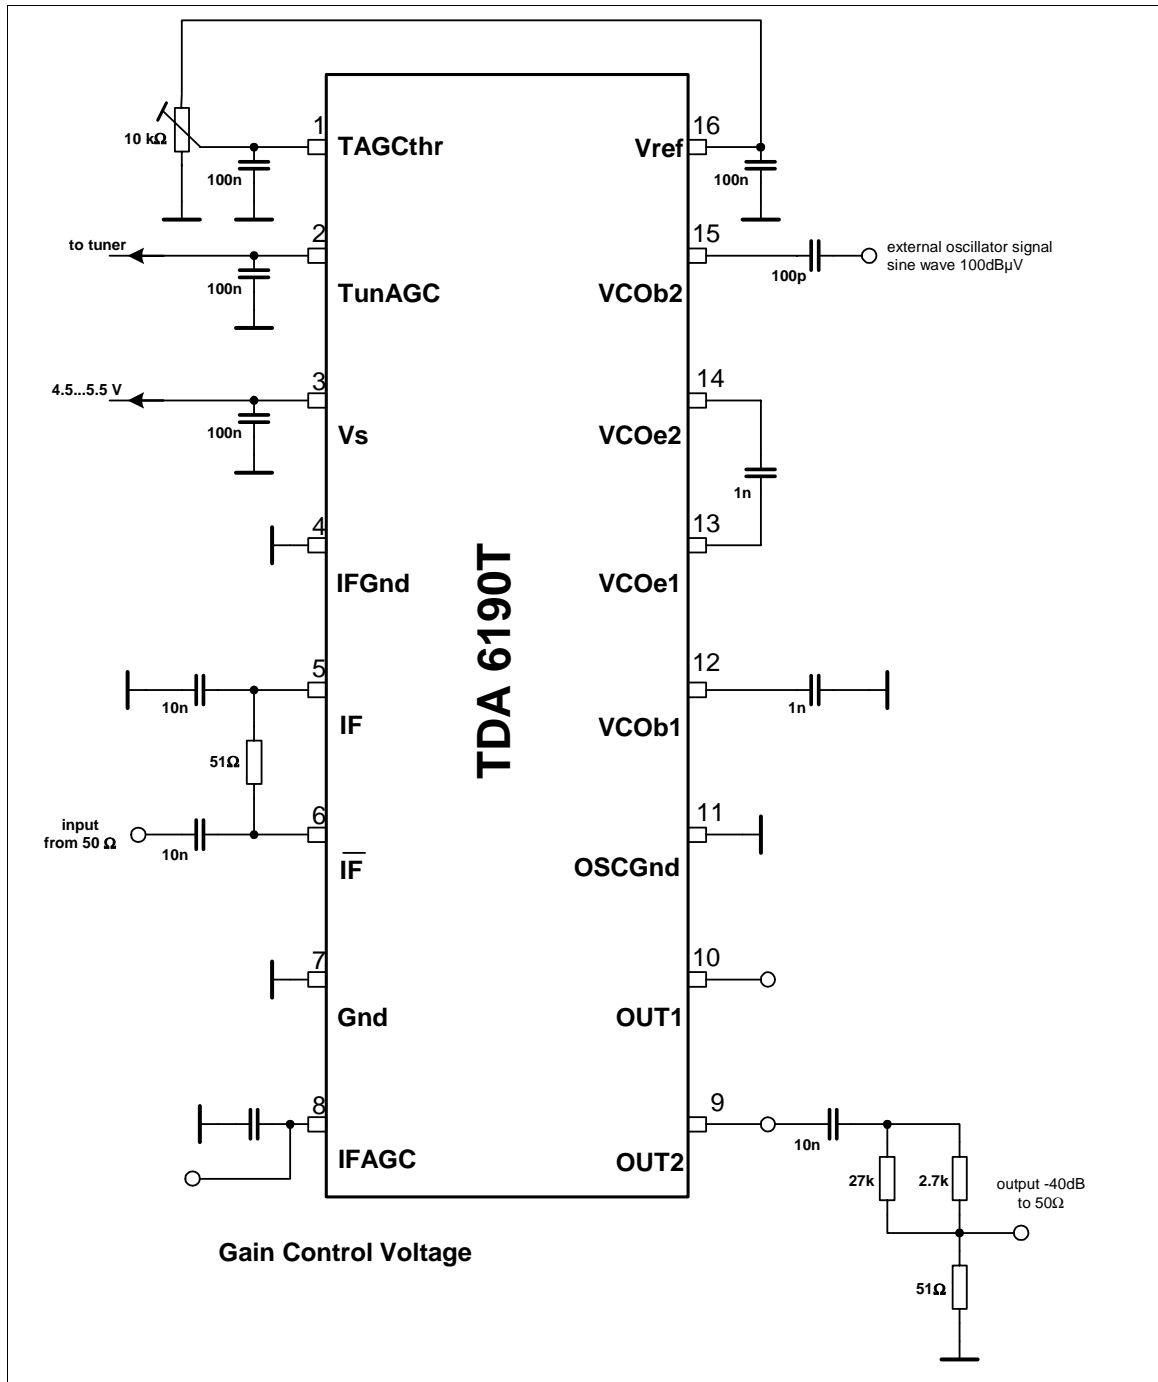 1
16
10 kΩ
TAGCthr
Vref
100n
100n
2
15
to tuner
external oscillator signal
sine wave 100dBµV
100n
100p
TunAGC
VCOb2
3
14
4.5...5.5 V
100n
Vs
VCOe2
1n
4
13
IFGnd
VCOe1
TDA 6190T
5
12
10n
1n
IF
VCOb1
51Ω
6
11
input
from 50 Ω
10n
IF
OSCGnd
7
10
Gnd
OUT1
8
9
10n
IFAGC
OUT2
27k
2.7k
output -40dB
to 50Ω
Gain Control Voltage
51Ω